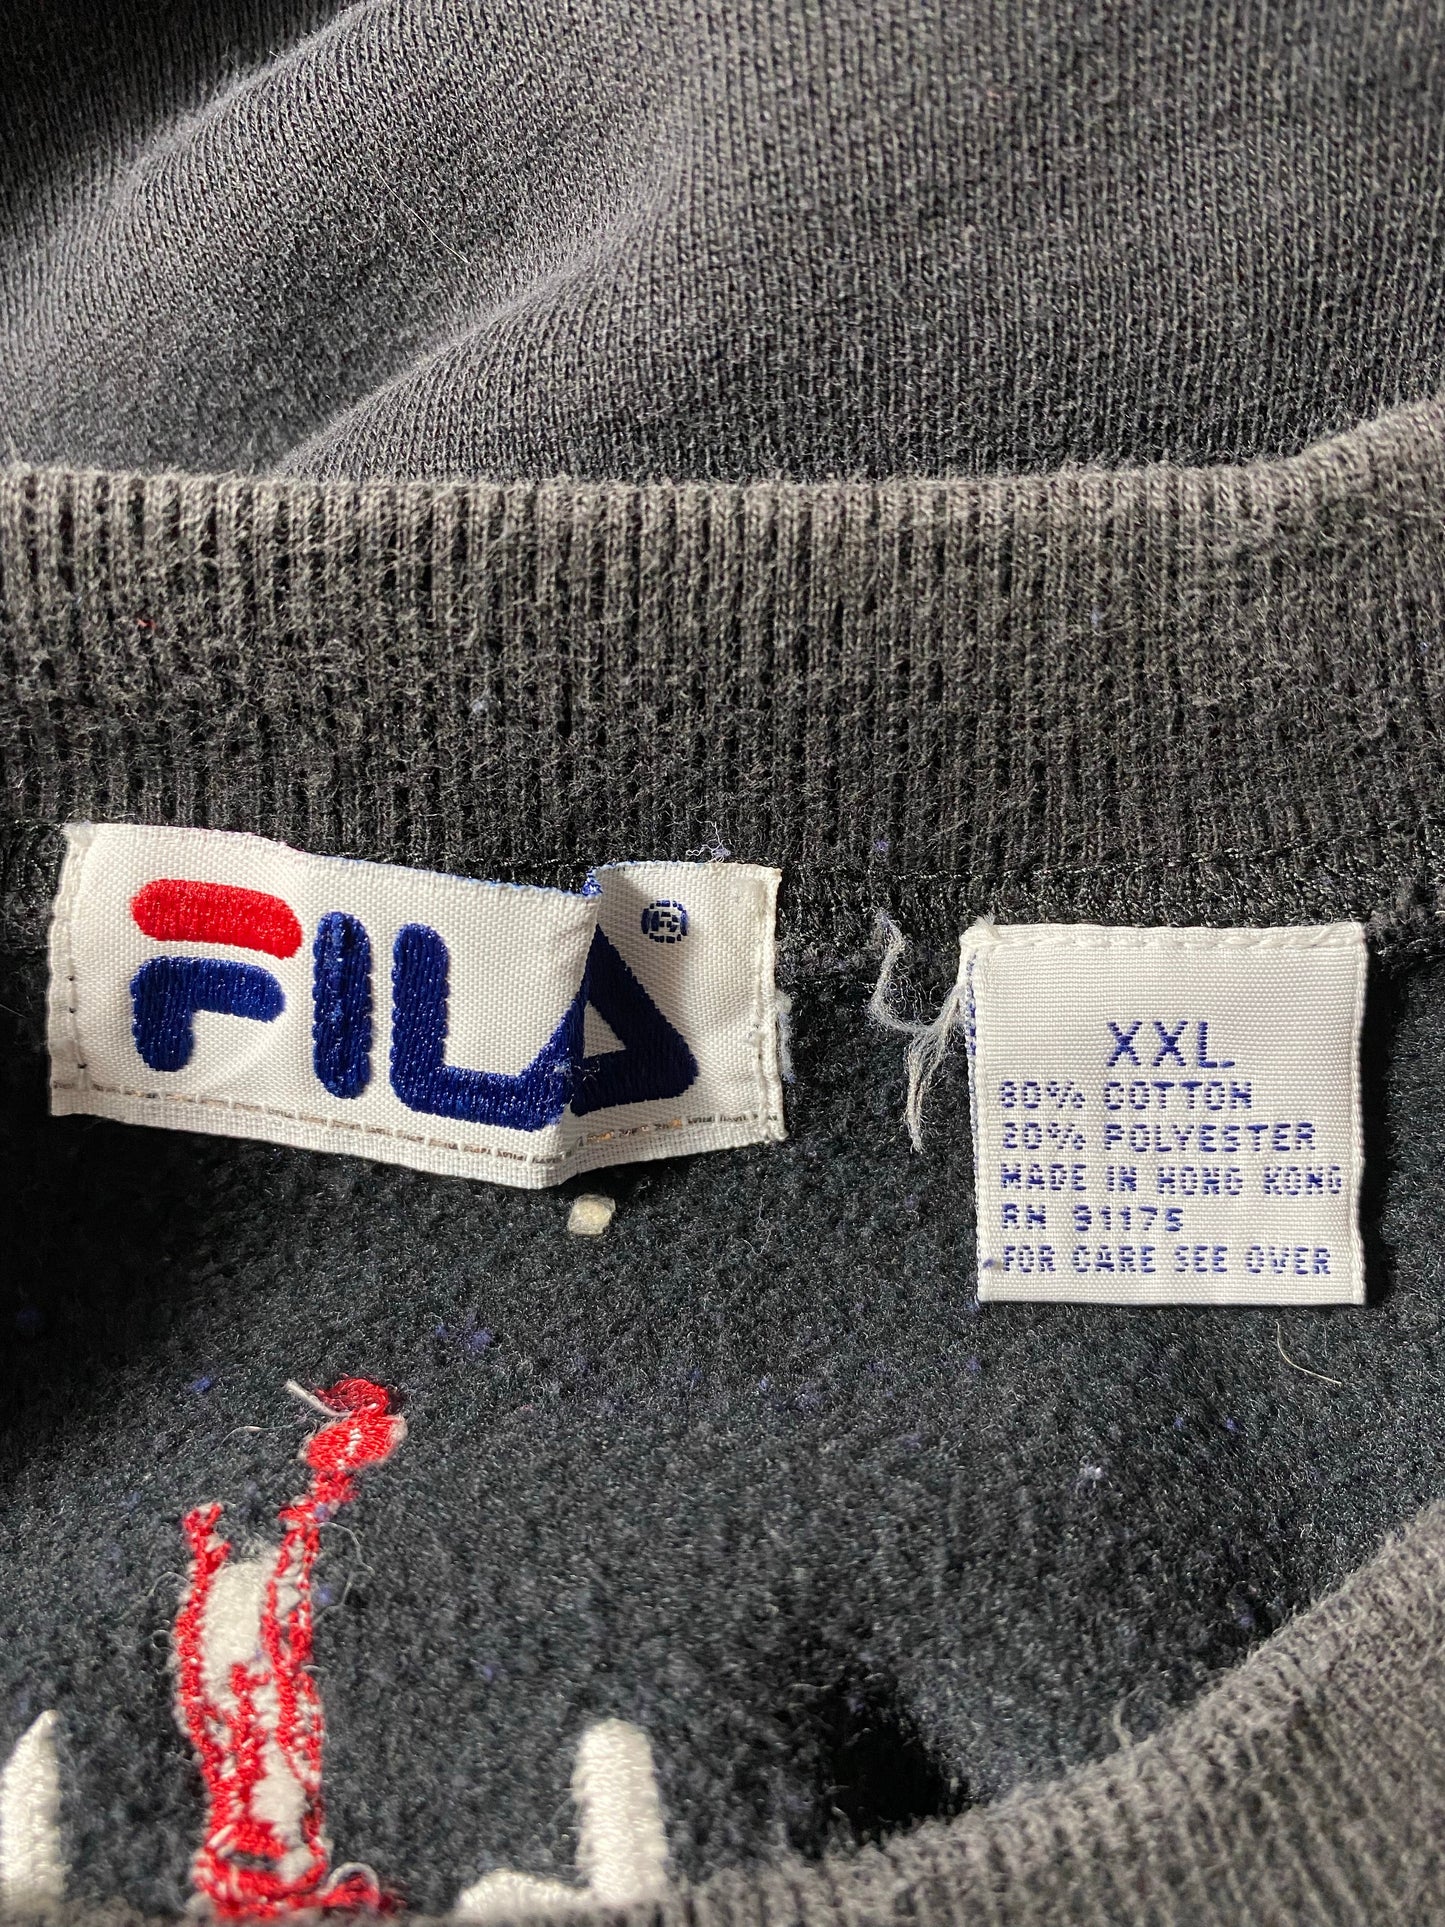 FILA®
XXL
80% COTTON
20% POLYESTER
MADE IN HONG KONG
RN 91175
FOR CARE SEE OVER